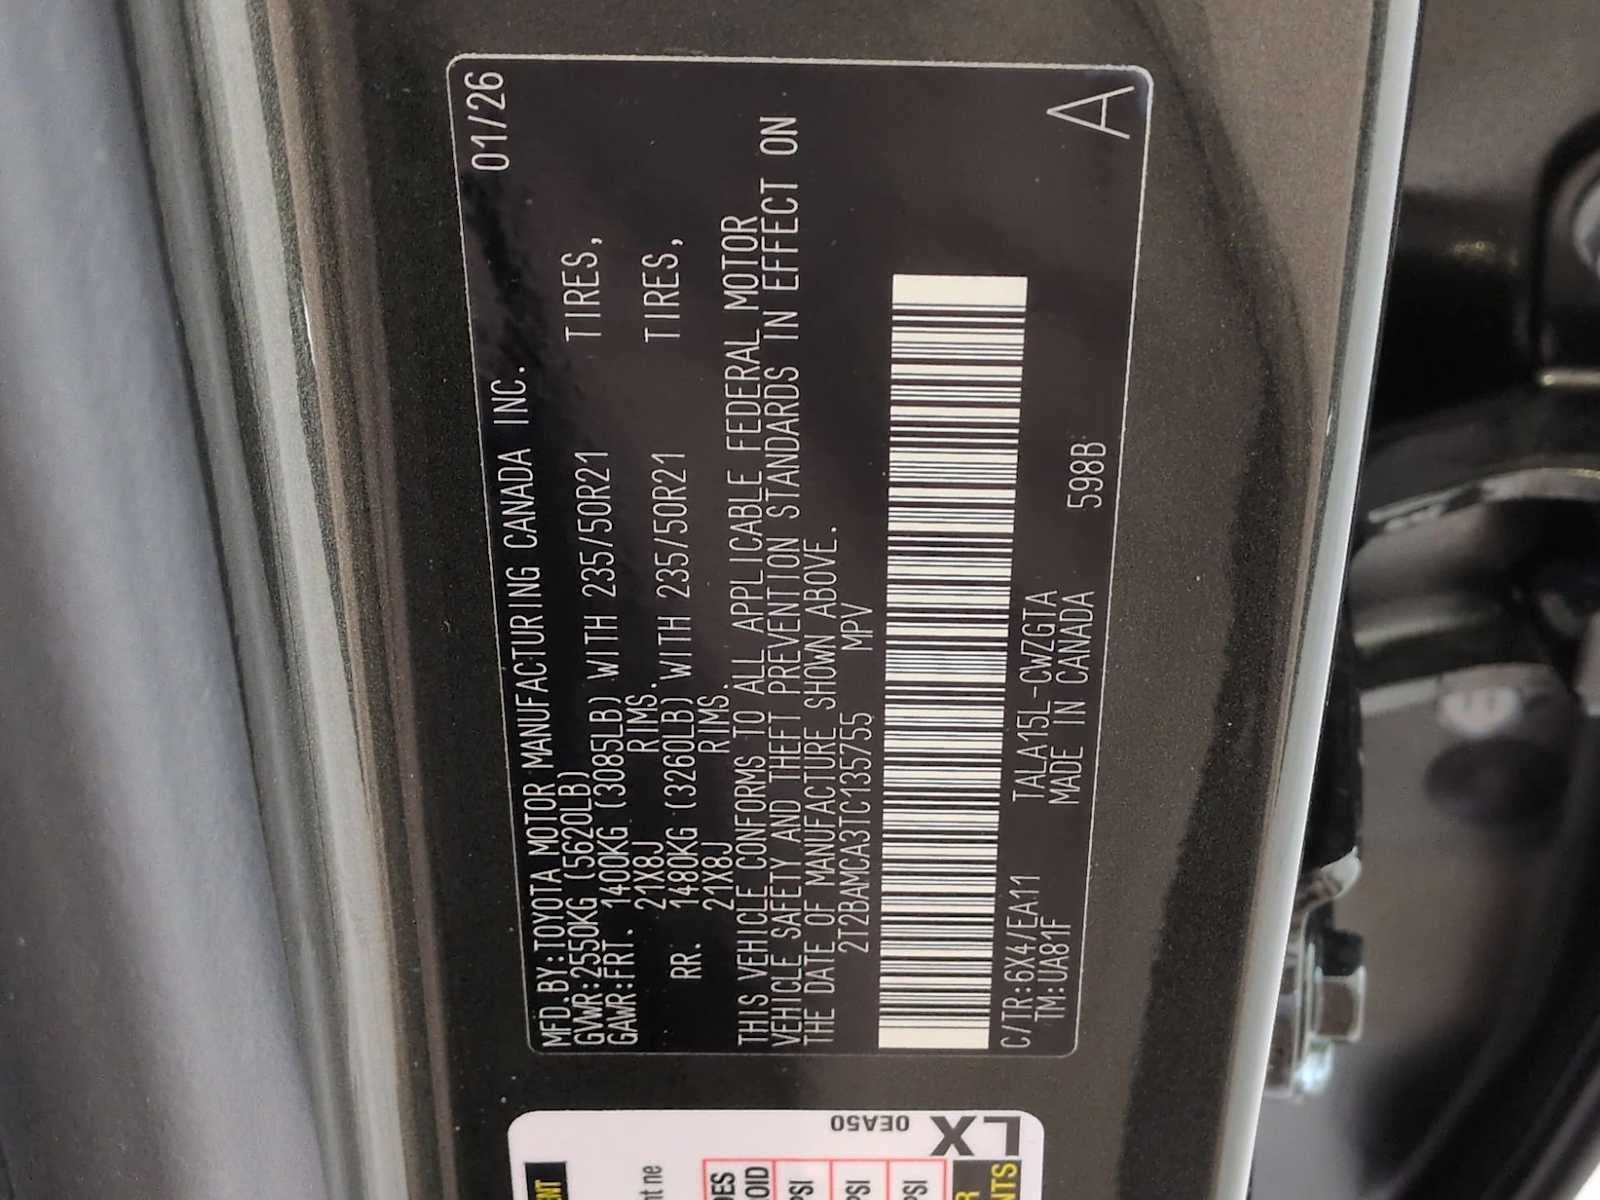 01/26
MFD.BY:TOYOTA MOTOR MANUFACTURING CANADA INC.
GVWR:2550KG (5620LB)
GAWR:FRT. 1400KG (3085LB) WITH 235/50R21 TIRES,
21X8J RIMS.
RR. 1480KG (3260LB) WITH 235/50R21 TIRES,
21X8J RIMS.
THIS VEHICLE CONFORMS TO ALL APPLICABLE FEDERAL MOTOR
VEHICLE SAFETY AND THEFT PREVENTION STANDARDS IN EFFECT ON
THE DATE OF MANUFACTURE SHOWN ABOVE.
2T2BAMCA3TC135755 MPV
C/TR:6X4/EA11 TALA15L-CWZGTA
TM:UA81F MADE IN CANADA 598B
A
LX
0EA50
PSI
PSI
PSI